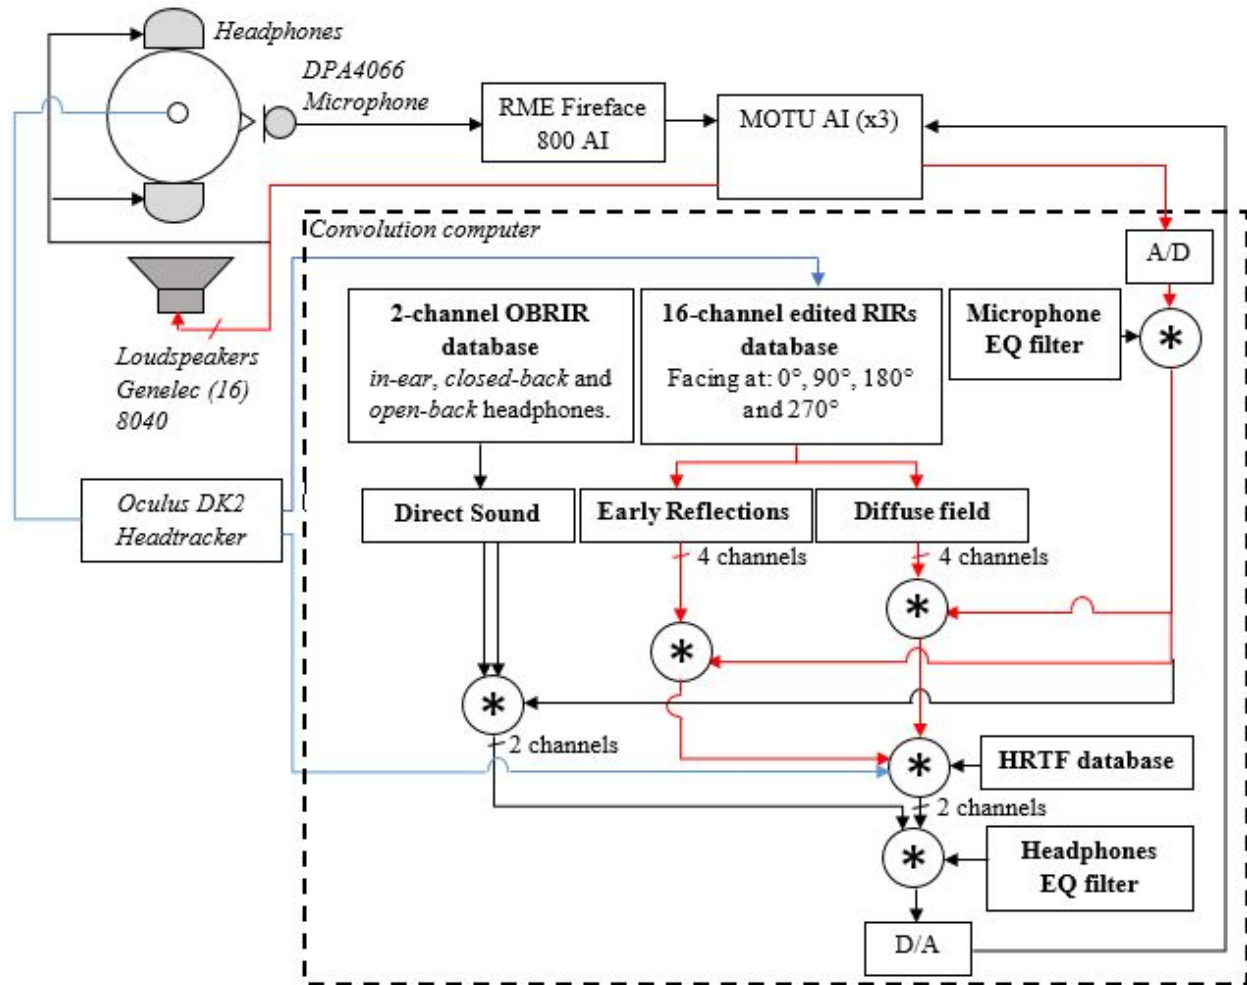 Headphones
DPA4066
Microphone
RME Fireface
800 AI
MOTU AI (x3)
Convolution computer
A/D
2-channel OBRIR
database
in-ear, closed-back and
open-back headphones.
16-channel edited RIRs
database
Facing at: 0°, 90°, 180°
and 270°
Microphone
EQ filter
*
Loudspeakers
Genelec (16)
8040
Oculus DK2
Headtracker
Direct Sound
Early Reflections
Diffuse field
4 channels
4 channels
*
*
*
2 channels
*
HRTF database
2 channels
*
Headphones
EQ filter
D/A